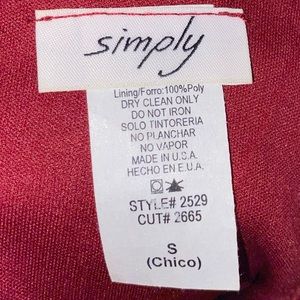 simply
Lining/Forro:100%Poly
DRY CLEAN ONLY
DO NOT IRON
SOLO TINTORERIA
NO PLANCHAR
NO VAPOR
MADE IN U.S.A.
HECHO EN E.U.A.
STYLE# 2529
CUT# 2665
S
(Chico)